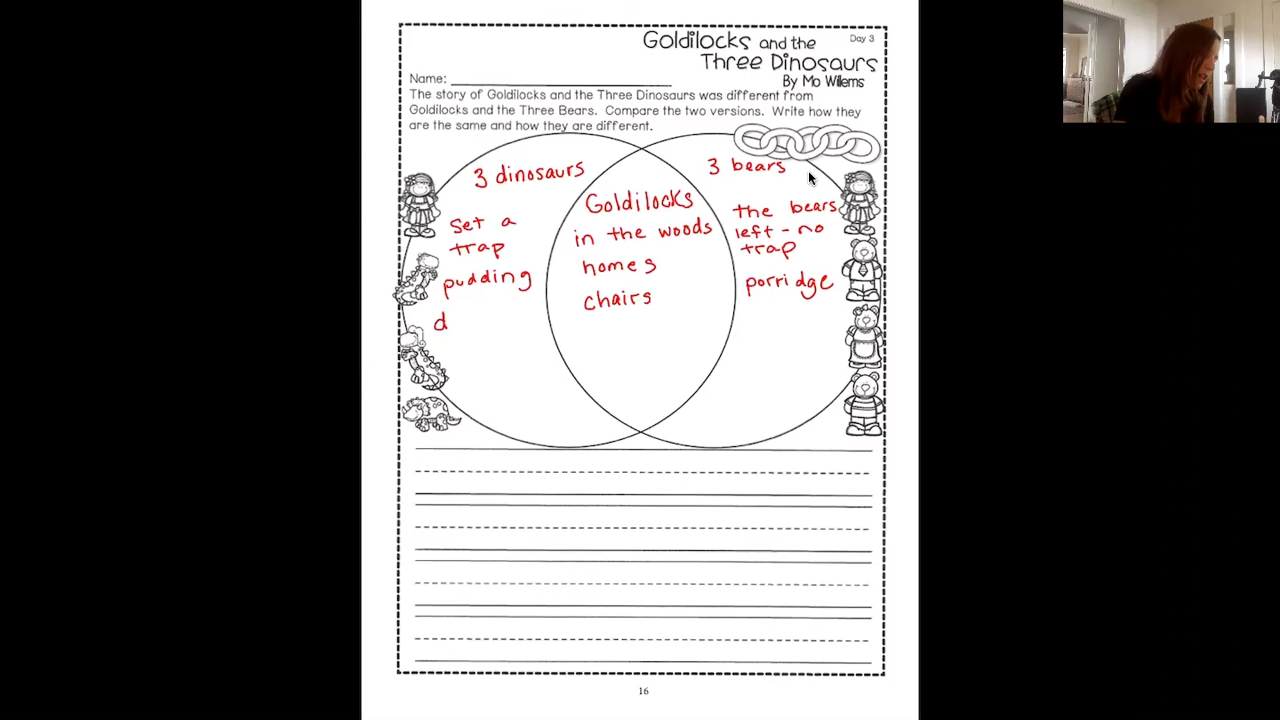 Goldilocks and the
Day 3
Three Dinosaurs
By Mo Willems
Name:
The story of Goldilocks and the Three Dinosaurs was different from
Goldilocks and the Three Bears. Compare the two versions. Write how they
are the same and how they are different.
3 dinosaurs
Set a
trap
pudding
d
Goldilocks
in the woods
homes
chairs
3 bears
the bears
left - no
trap
porridge
16